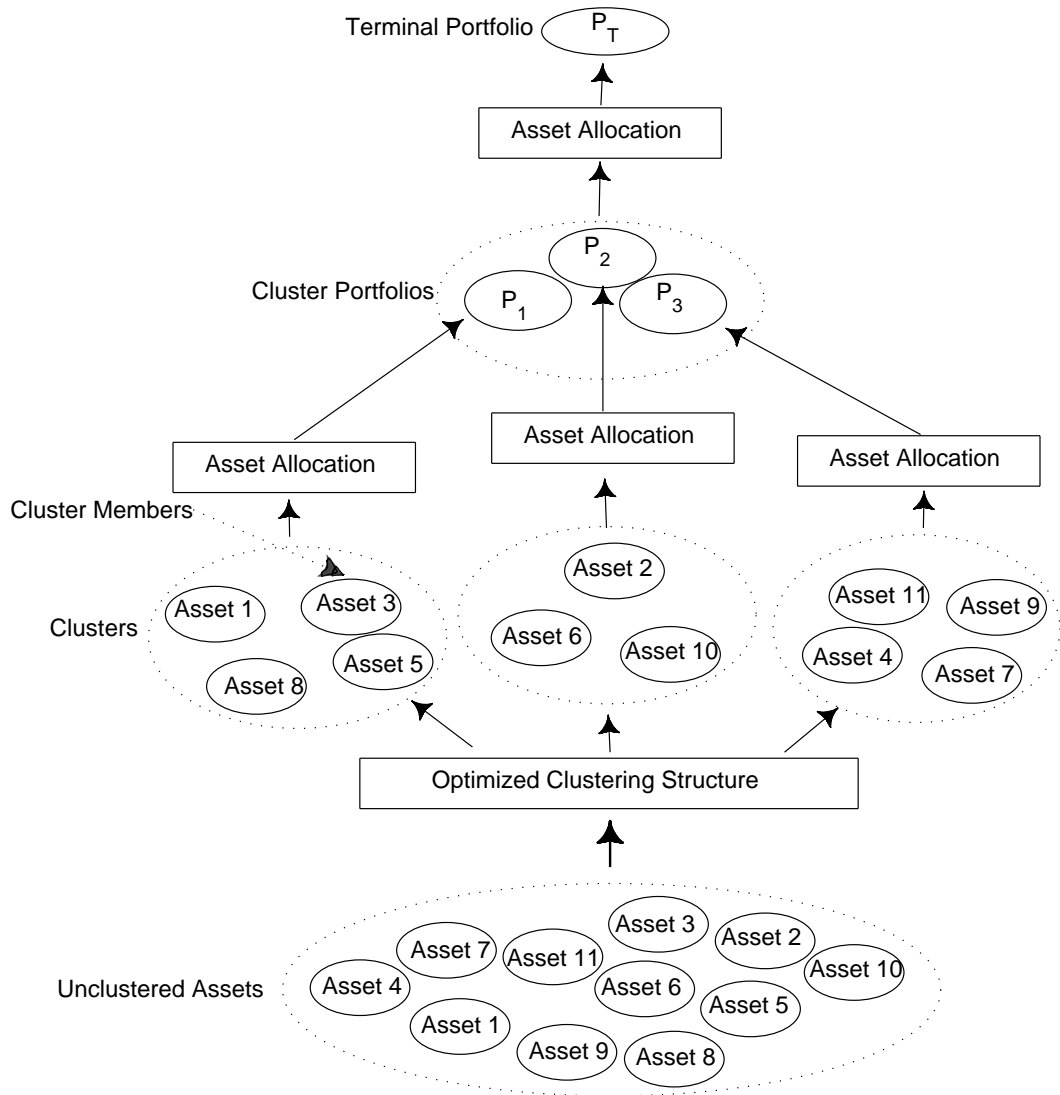 Terminal Portfolio
P_T
Asset Allocation
Cluster Portfolios
P_1
P_2
P_3
Asset Allocation
Asset Allocation
Asset Allocation
Cluster Members
Clusters
Asset 1
Asset 3
Asset 5
Asset 8
Asset 2
Asset 6
Asset 10
Asset 11
Asset 9
Asset 4
Asset 7
Optimized Clustering Structure
Unclustered Assets
Asset 3
Asset 2
Asset 7
Asset 11
Asset 10
Asset 4
Asset 6
Asset 5
Asset 1
Asset 9
Asset 8